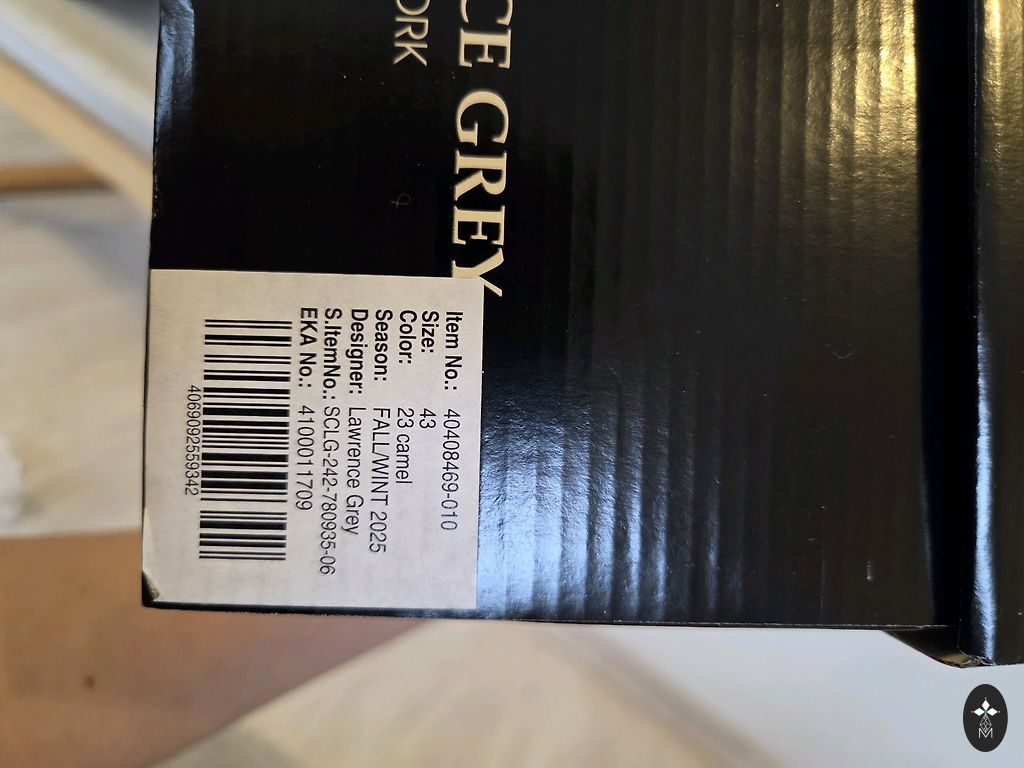 CE GREY
ORK
Item No.: 40408469-010
Size: 43
Color: 23 camel
Season: FALL/WINT 2025
Designer: Lawrence Grey
S.ItemNo.: SCLG-242-780935-06
EKA No.: 4100011709
4069092559342
M